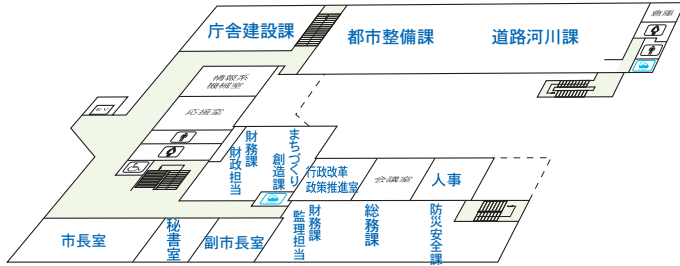 倉庫
庁舎建設課
都市整備課
道路河川課
情報系
機械室
応接室
EV
財務課
財政担当
まちづくり
創造課
行政改革
政策推進室
会議室
人事
市長室
秘書室
副市長室
財務課
監理担当
総務課
防災安全課